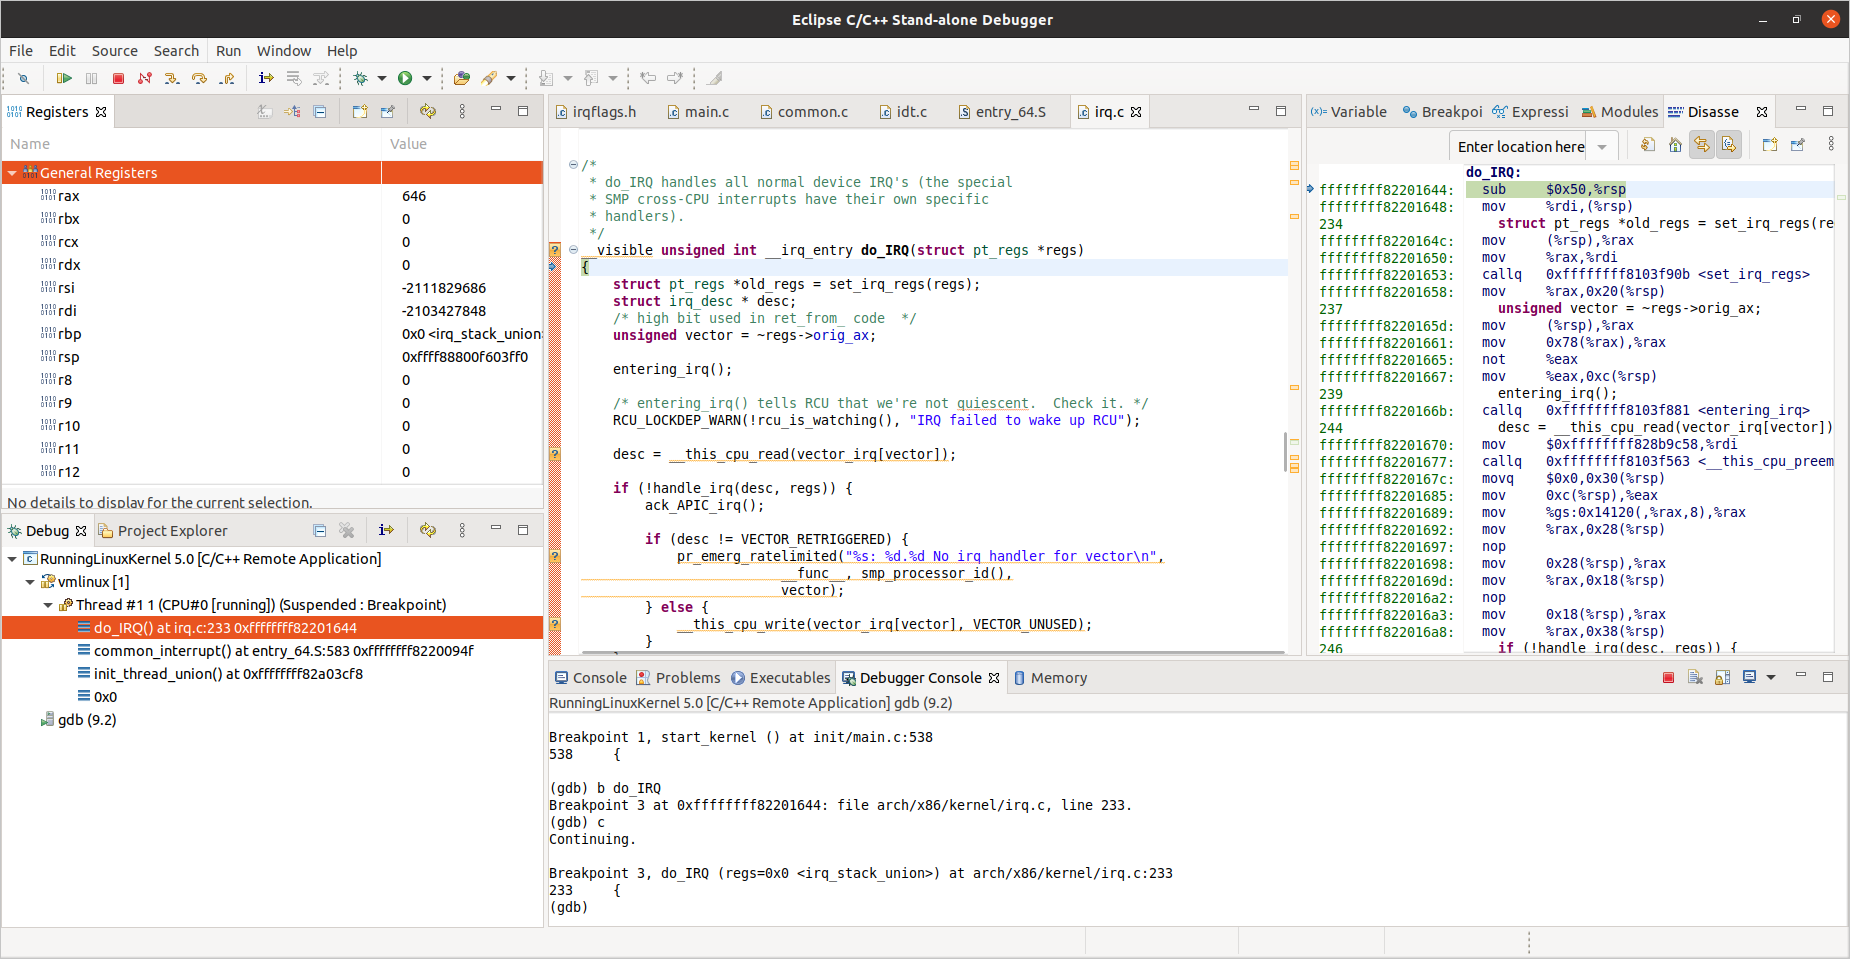 Eclipse C/C++ Stand-alone Debugger
File Edit Source Search Run Window Help
Registers
Name Value
General Registers
rax 646
rbx 0
rcx 0
rdx 0
rsi -2111829686
rdi -2103427848
rbp 0x0 <irq_stack_union>
rsp 0xffff88800f603ff0
r8 0
r9 0
r10 0
r11 0
r12 0
No details to display for the current selection.
Debug Project Explorer
RunningLinuxKernel 5.0 [C/C++ Remote Application]
vmlinux [1]
Thread #1 1 (CPU#0 [running]) (Suspended : Breakpoint)
do_IRQ() at irq.c:233 0xffffffff82201644
common_interrupt() at entry_64.S:583 0xffffffff8220094f
init_thread_union() at 0xffffffff82a03cf8
0x0
gdb (9.2)
irqflags.h main.c common.c idt.c entry_64.S irq.c
/*
* do_IRQ handles all normal device IRQ's (the special
* SMP cross-CPU interrupts have their own specific
* handlers).
*/
__visible unsigned int __irq_entry do_IRQ(struct pt_regs *regs)
{
struct pt_regs *old_regs = set_irq_regs(regs);
struct irq_desc * desc;
/* high bit used in ret_from_ code */
unsigned vector = ~regs->orig_ax;
entering_irq();
/* entering_irq() tells RCU that we're not quiescent. Check it. */
RCU_LOCKDEP_WARN(!rcu_is_watching(), "IRQ failed to wake up RCU");
desc = __this_cpu_read(vector_irq[vector]);
if (!handle_irq(desc, regs)) {
ack_APIC_irq();
if (desc != VECTOR_RETRIGGERED) {
pr_emerg_ratelimited("%s: %d.%d No irq handler for vector\n",
__func__, smp_processor_id(),
vector);
} else {
__this_cpu_write(vector_irq[vector], VECTOR_UNUSED);
}
Variable Breakpoi Expressi Modules Disasse
Enter location here
do_IRQ:
ffffffff82201644: sub $0x50,%rsp
ffffffff82201648: mov %rdi,(%rsp)
234 struct pt_regs *old_regs = set_irq_regs(re
ffffffff8220164c: mov (%rsp),%rax
ffffffff82201650: mov %rax,%rdi
ffffffff82201653: callq 0xffffffff8103f90b <set_irq_regs>
ffffffff82201658: mov %rax,0x20(%rsp)
237 unsigned vector = ~regs->orig_ax;
ffffffff8220165d: mov (%rsp),%rax
ffffffff82201661: mov 0x78(%rax),%rax
ffffffff82201665: not %eax
ffffffff82201667: mov %eax,0xc(%rsp)
239 entering_irq();
ffffffff8220166b: callq 0xffffffff8103f881 <entering_irq>
244 desc = __this_cpu_read(vector_irq[vector])
ffffffff82201670: mov $0xffffffff828b9c58,%rdi
ffffffff82201677: callq 0xffffffff8103f563 <__this_cpu_preem
ffffffff8220167c: movq $0x0,0x30(%rsp)
ffffffff82201685: mov 0xc(%rsp),%eax
ffffffff82201689: mov %gs:0x14120(,%rax,8),%rax
ffffffff82201692: mov %rax,0x28(%rsp)
ffffffff82201697: nop
ffffffff82201698: mov 0x28(%rsp),%rax
ffffffff8220169d: mov %rax,0x18(%rsp)
ffffffff822016a2: nop
ffffffff822016a3: mov 0x18(%rsp),%rax
ffffffff822016a8: mov %rax,0x38(%rsp)
246 if (!handle_irq(desc, regs)) {
Console Problems Executables Debugger Console Memory
RunningLinuxKernel 5.0 [C/C++ Remote Application] gdb (9.2)
Breakpoint 1, start_kernel () at init/main.c:538
538 {
(gdb) b do_IRQ
Breakpoint 3 at 0xffffffff82201644: file arch/x86/kernel/irq.c, line 233.
(gdb) c
Continuing.
Breakpoint 3, do_IRQ (regs=0x0 <irq_stack_union>) at arch/x86/kernel/irq.c:233
233 {
(gdb)